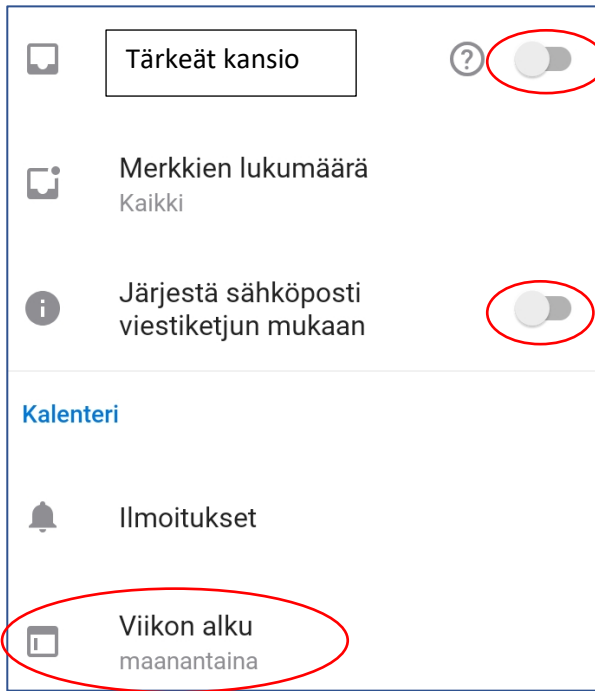 Tärkeät kansio
Merkkien lukumäärä
Kaikki
Järjestä sähköposti
viestiketjun mukaan
Kalenteri
Ilmoitukset
Viikon alku
maanantaina